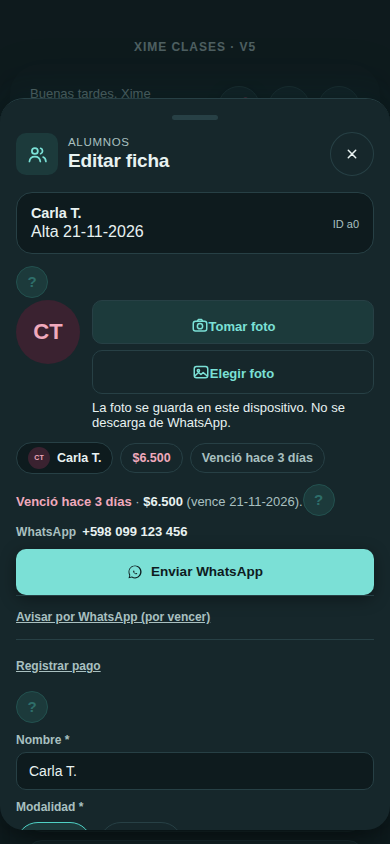 XIME CLASES · V5
Buenas tardes, Xime
ALUMNOS
Editar ficha
Carla T.
Alta 21-11-2026
ID a0
?
CT
Tomar foto
Elegir foto
La foto se guarda en este dispositivo. No se
descarga de WhatsApp.
CT Carla T. $6.500 Venció hace 3 días
Venció hace 3 días · $6.500 (vence 21-11-2026). ?
WhatsApp +598 099 123 456
Enviar WhatsApp
Avisar por WhatsApp (por vencer)
Registrar pago
?
Nombre *
Carla T.
Modalidad *